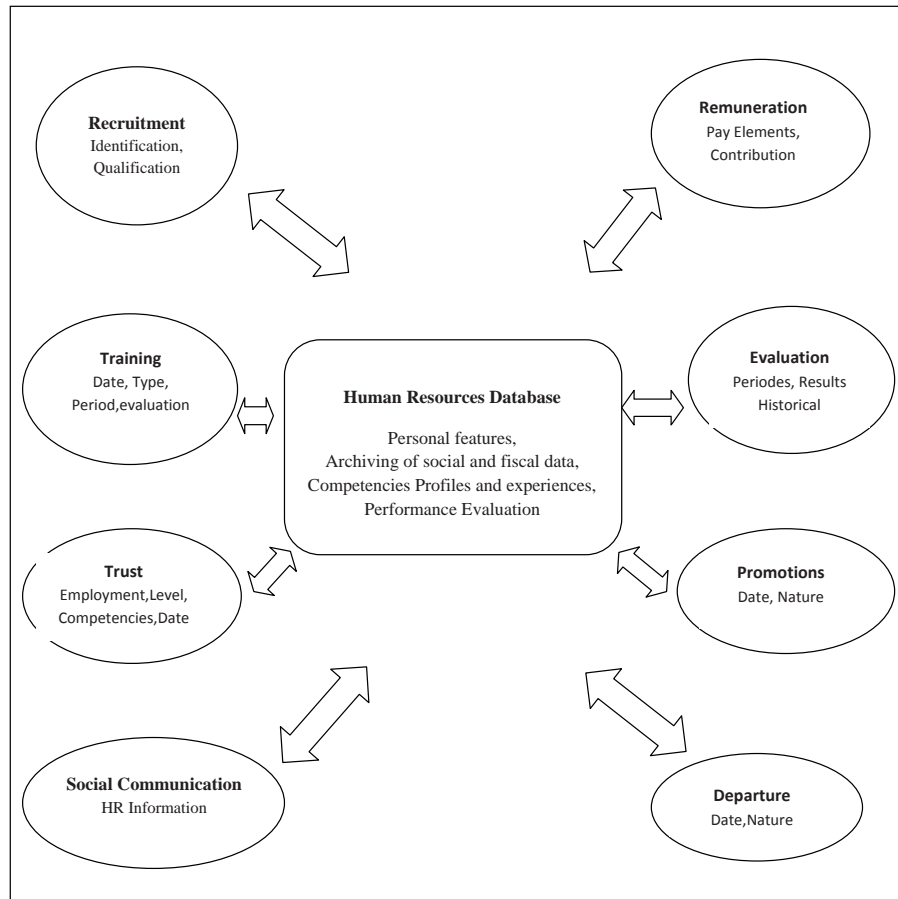 Recruitment
Identification,
Qualification
Remuneration
Pay Elements,
Contribution
Training
Date, Type,
Period,evaluation
Human Resources Database
Personal features,
Archiving of social and fiscal data,
Competencies Profiles and experiences,
Performance Evaluation
Evaluation
Periodes, Results
Historical
Trust
Employment,Level,
Competencies,Date
Promotions
Date, Nature
Social Communication
HR Information
Departure
Date,Nature